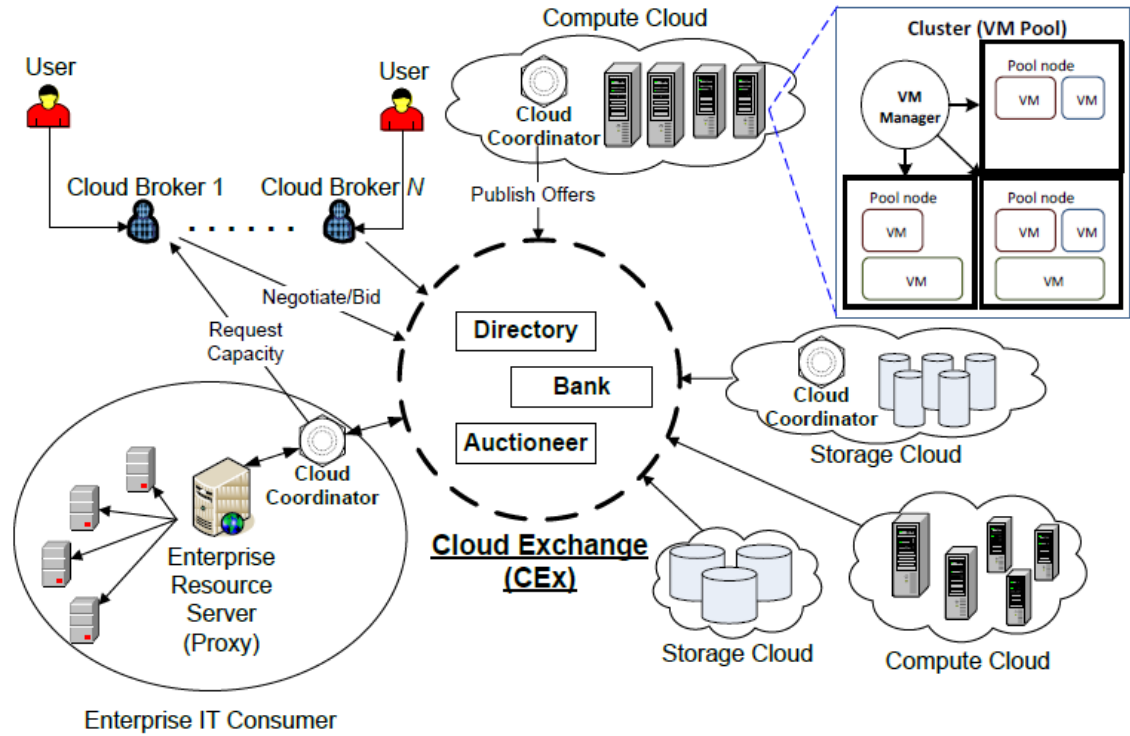 Compute Cloud
Cluster (VM Pool)
User
User
Cloud
Coordinator
VM
Manager
Pool node
VM
VM
Cloud Broker 1
Cloud Broker N
Publish Offers
Pool node
VM
VM
Pool node
VM
VM
VM
. . . . . .
Negotiate/Bid
Request
Capacity
Directory
Bank
Auctioneer
Cloud
Coordinator
Storage Cloud
Cloud
Coordinator
Enterprise
Resource
Server
(Proxy)
Cloud Exchange
(CEx)
Storage Cloud
Compute Cloud
Enterprise IT Consumer